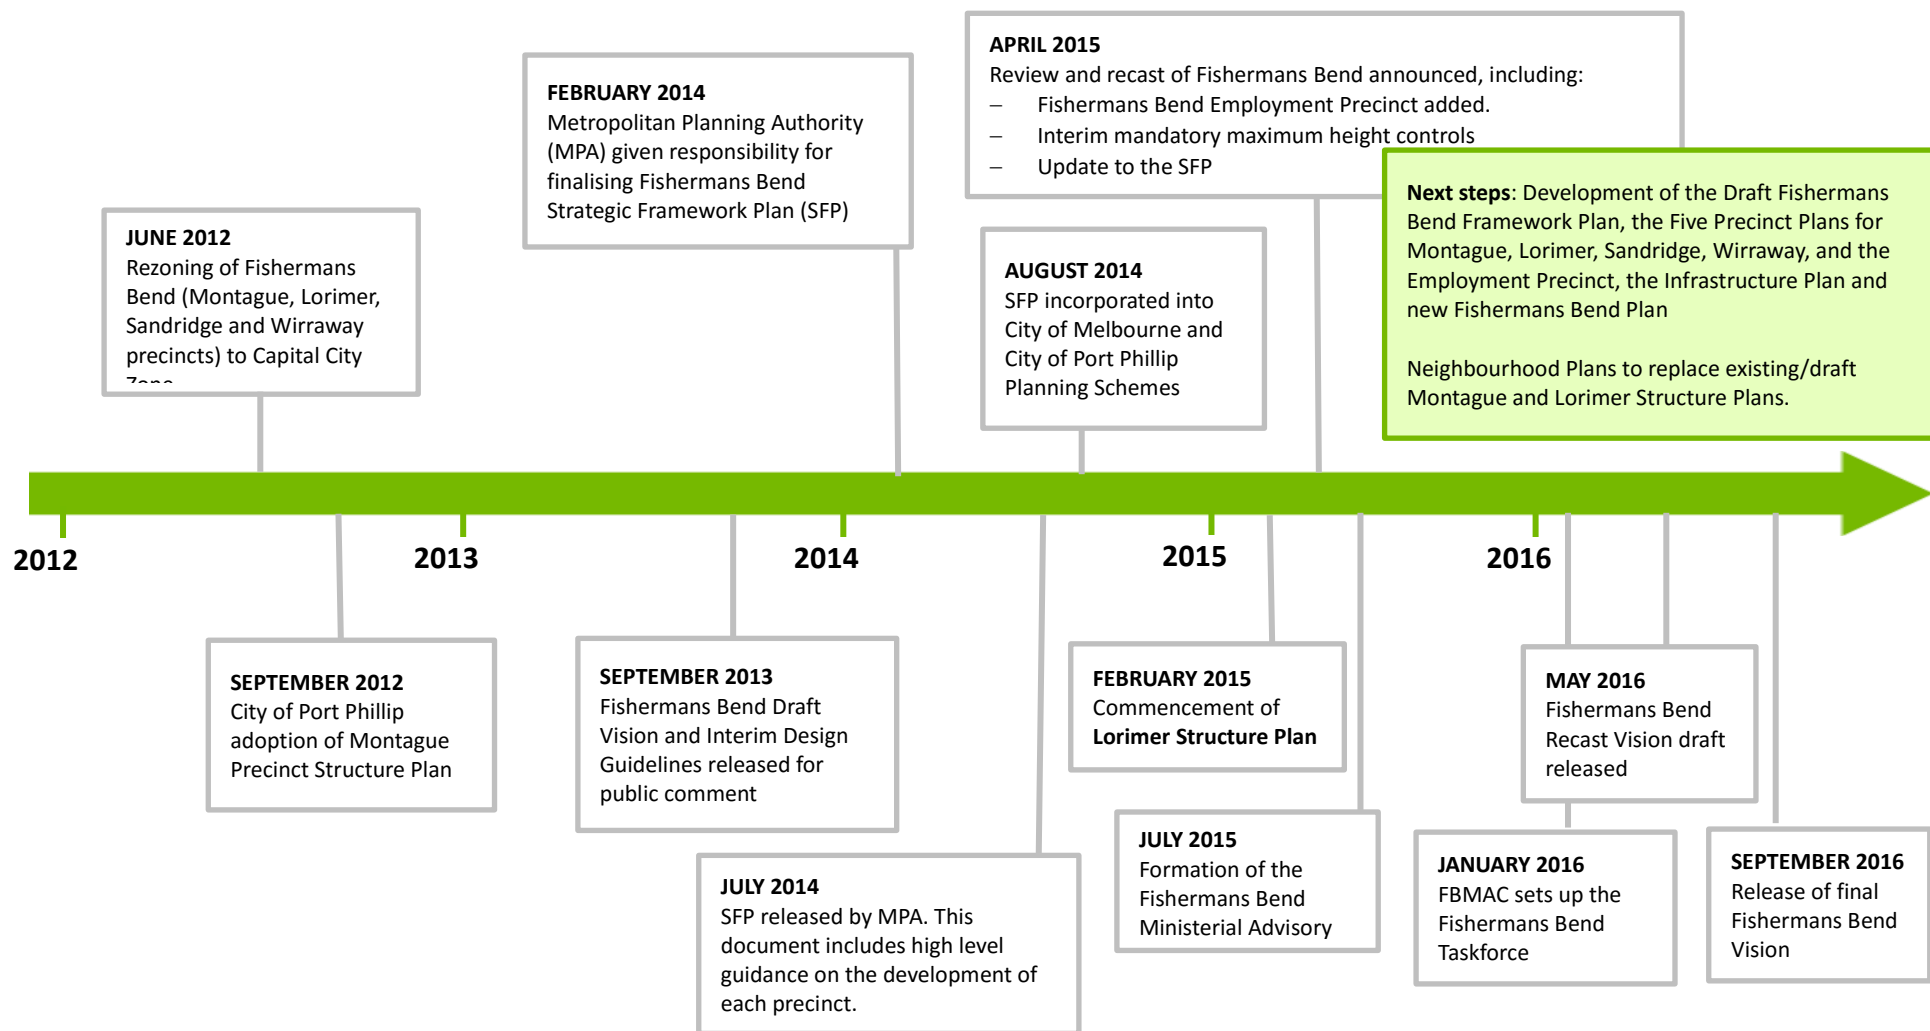 JUNE 2012
Rezoning of Fishermans
Bend (Montague, Lorimer,
Sandridge and Wirraway
precincts) to Capital City
Zone
FEBRUARY 2014
Metropolitan Planning Authority
(MPA) given responsibility for
finalising Fishermans Bend
Strategic Framework Plan (SFP)
AUGUST 2014
SFP incorporated into
City of Melbourne and
City of Port Phillip
Planning Schemes
APRIL 2015
Review and recast of Fishermans Bend announced, including:
– Fishermans Bend Employment Precinct added.
– Interim mandatory maximum height controls
– Update to the SFP
Next steps: Development of the Draft Fishermans
Bend Framework Plan, the Five Precinct Plans for
Montague, Lorimer, Sandridge, Wirraway, and the
Employment Precinct, the Infrastructure Plan and
new Fishermans Bend Plan
Neighbourhood Plans to replace existing/draft
Montague and Lorimer Structure Plans.
2012
2013
2014
2015
2016
SEPTEMBER 2012
City of Port Phillip
adoption of Montague
Precinct Structure Plan
SEPTEMBER 2013
Fishermans Bend Draft
Vision and Interim Design
Guidelines released for
public comment
JULY 2014
SFP released by MPA. This
document includes high level
guidance on the development of
each precinct.
FEBRUARY 2015
Commencement of
Lorimer Structure Plan
JULY 2015
Formation of the
Fishermans Bend
Ministerial Advisory
MAY 2016
Fishermans Bend
Recast Vision draft
released
JANUARY 2016
FBMAC sets up the
Fishermans Bend
Taskforce
SEPTEMBER 2016
Release of final
Fishermans Bend
Vision